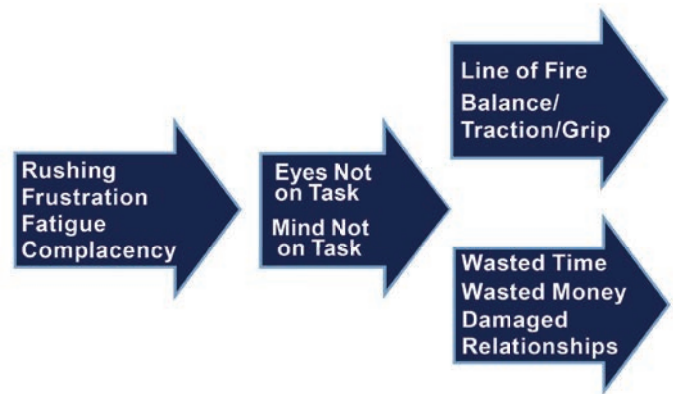 Rushing
Frustration
Fatigue
Complacency
Eyes Not
on Task
Mind Not
on Task
Line of Fire
Balance/
Traction/Grip
Wasted Time
Wasted Money
Damaged
Relationships